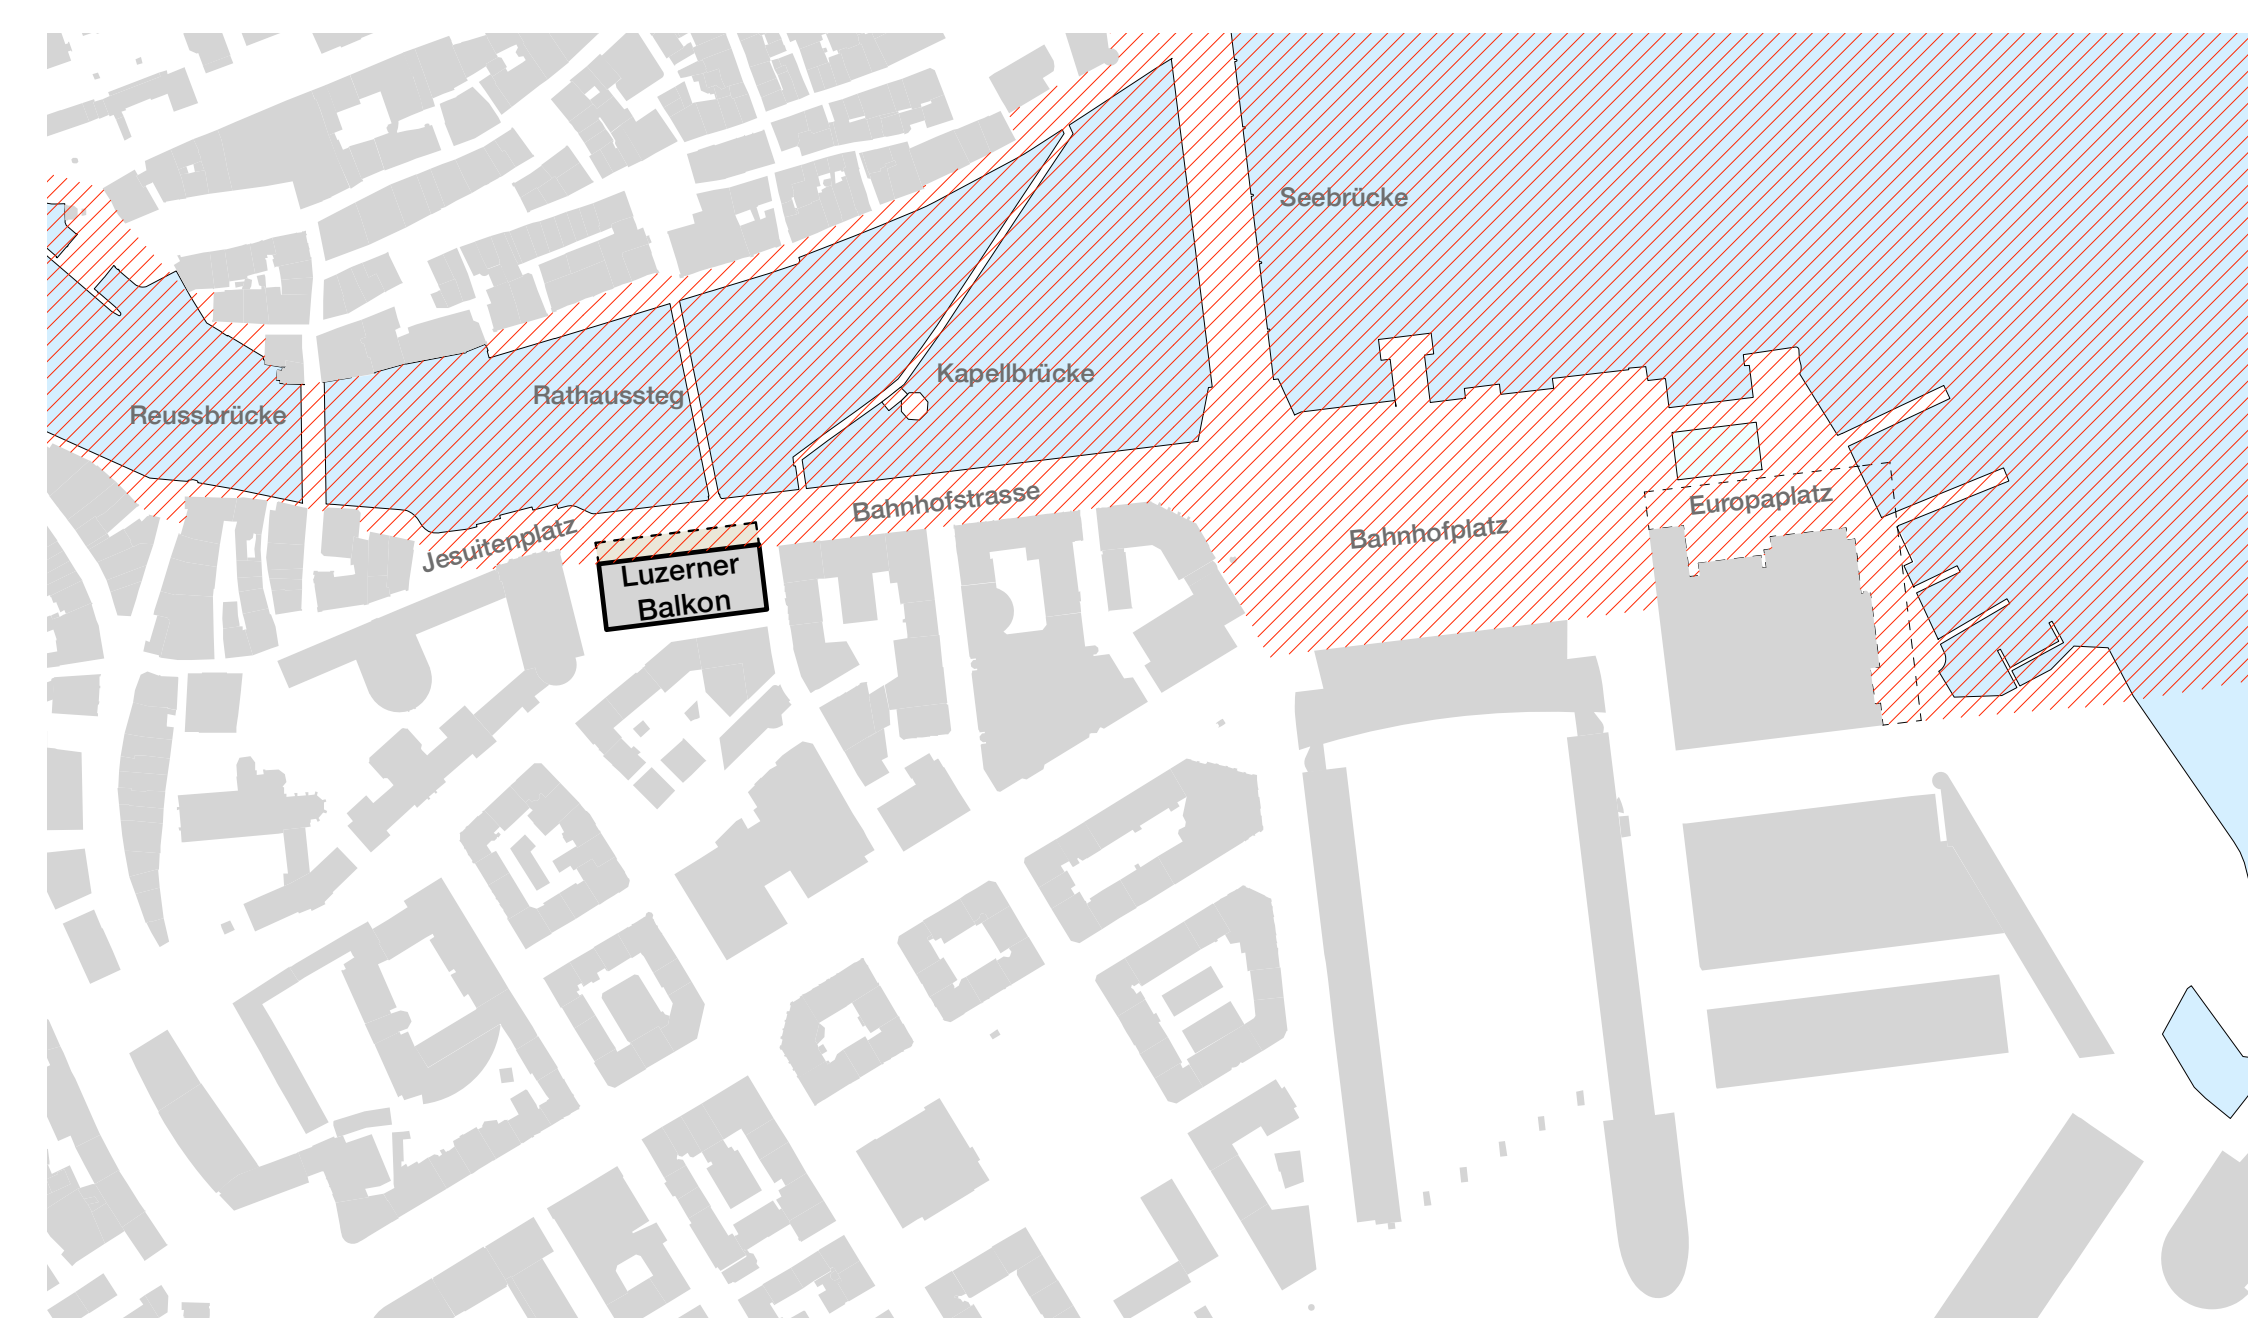 Seebrücke
Kapellbrücke
Rathaussteg
Reussbrücke
Bahnhofstrasse
Europaplatz
Bahnhofplatz
Jesuitenplatz
Luzerner
Balkon